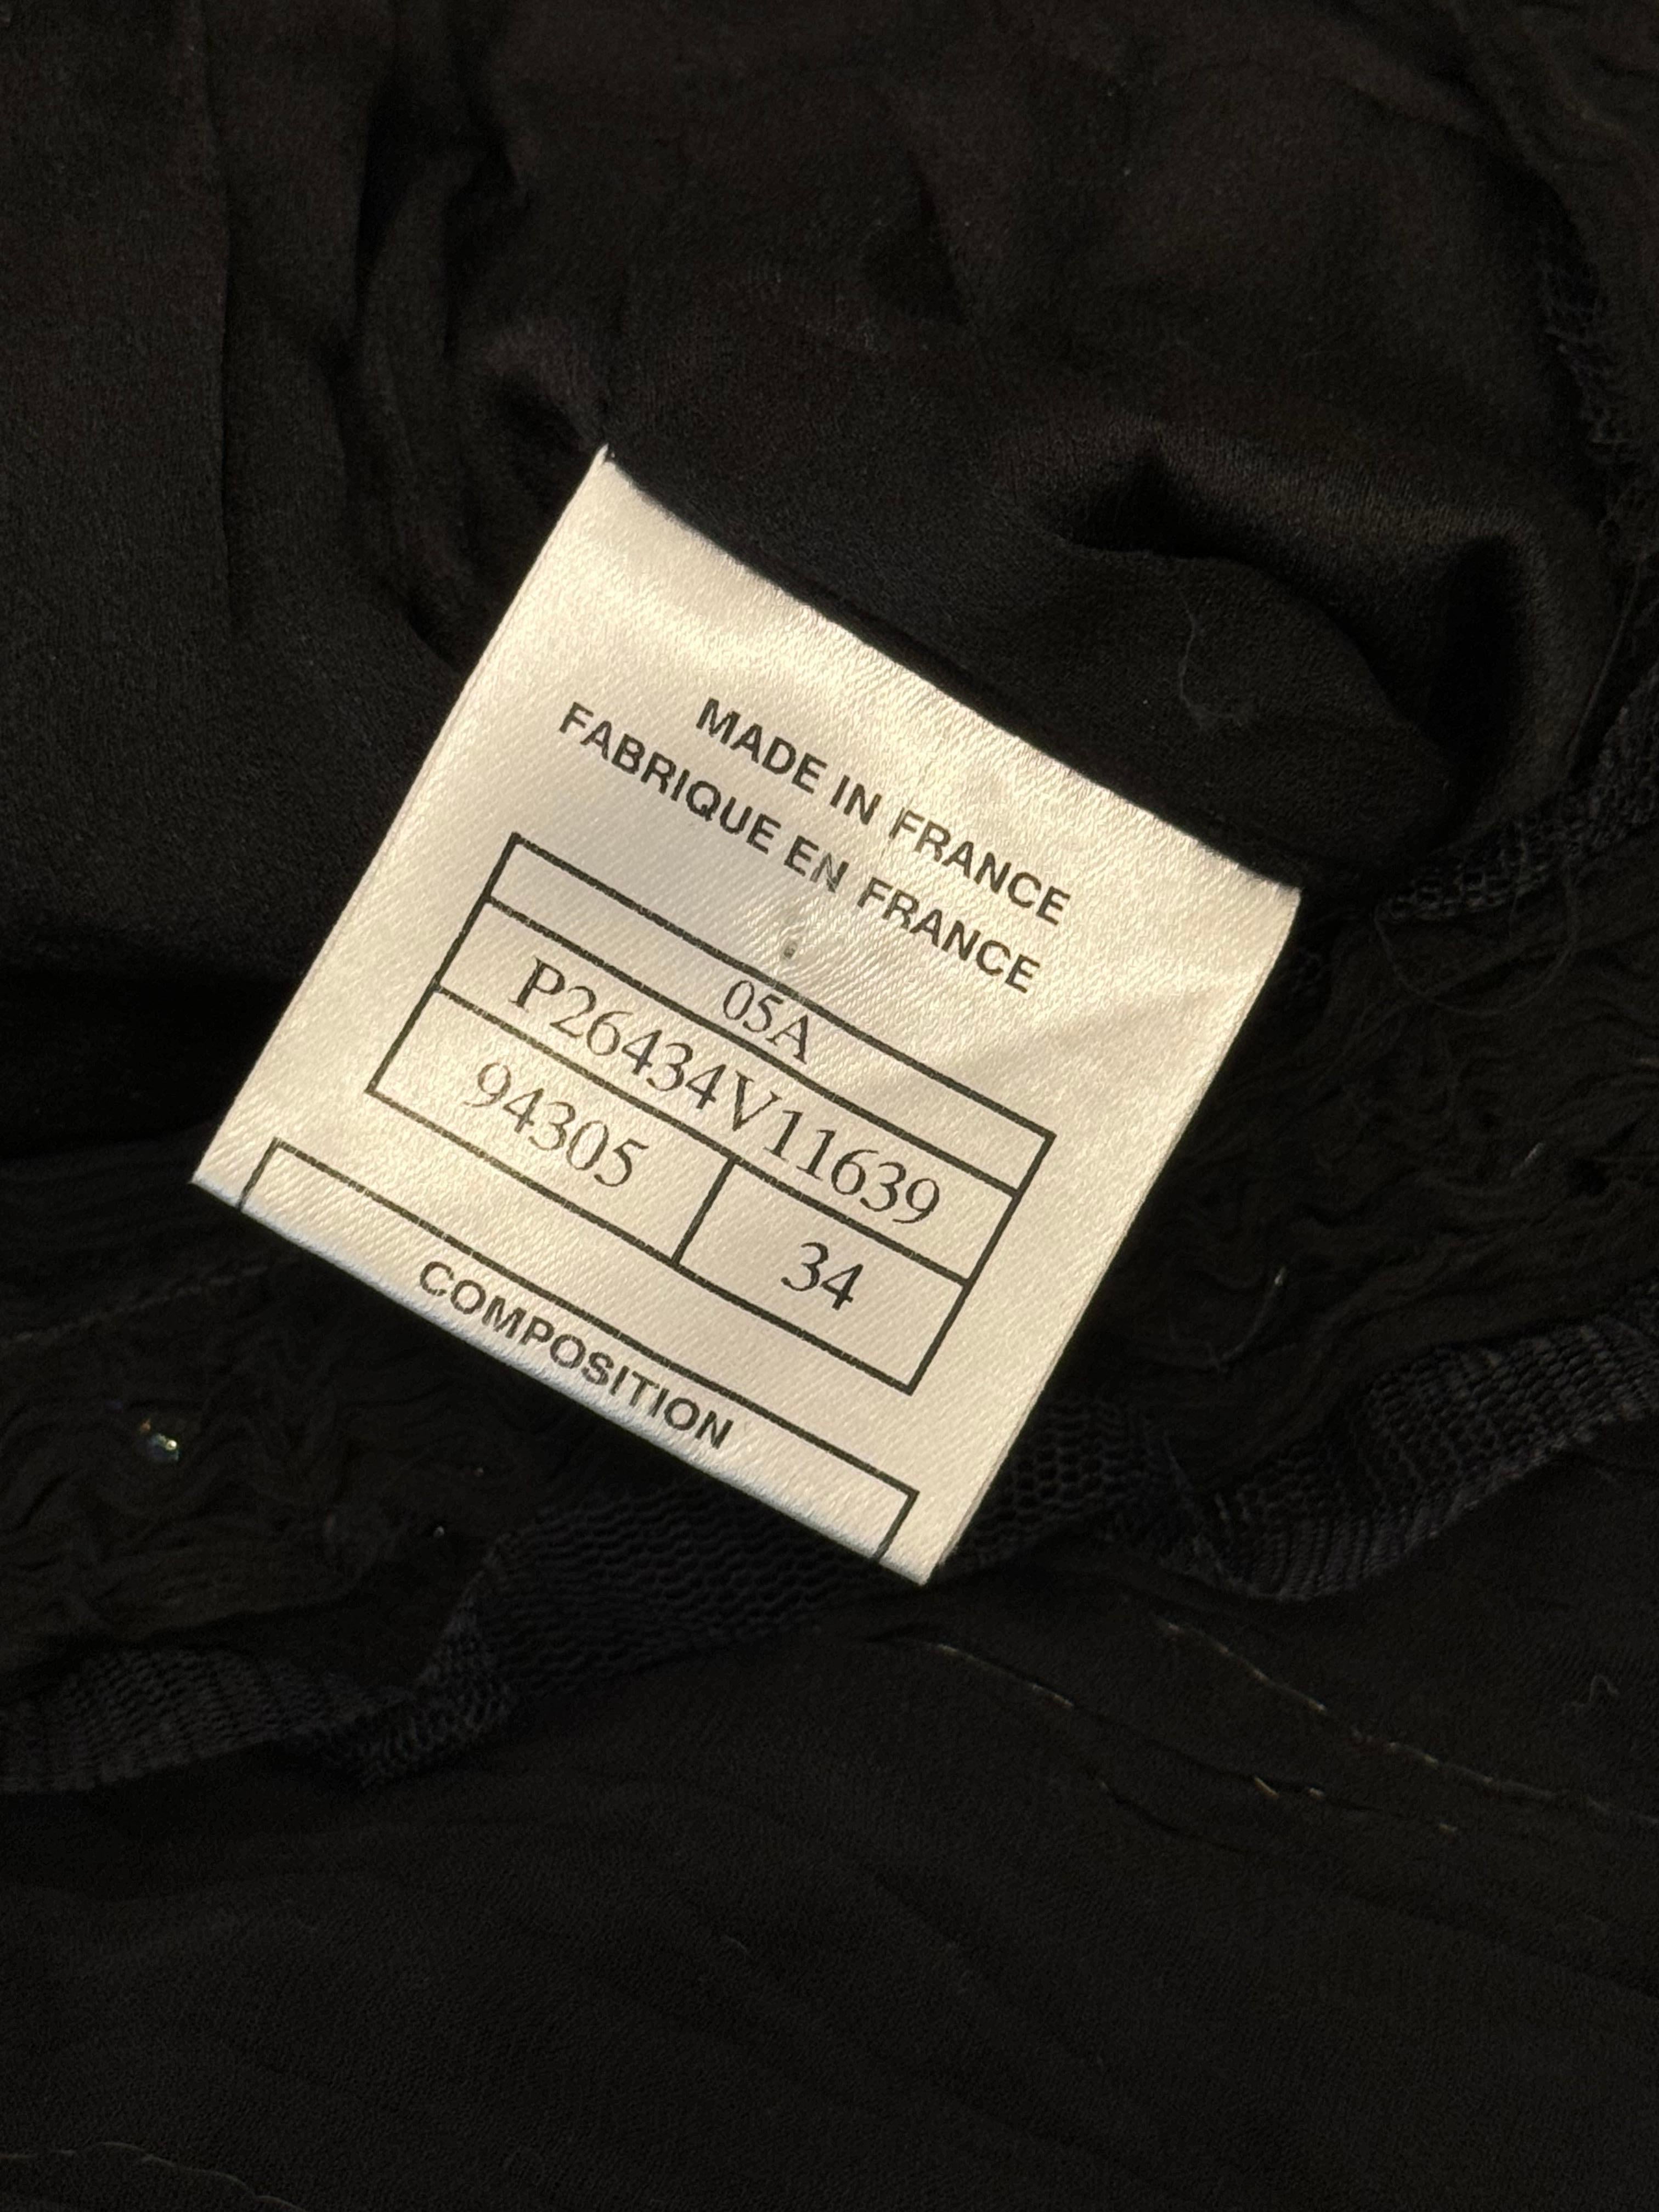 MADE IN FRANCE
FABRIQUE EN FRANCE
05A
P26434V11639
94305 34
COMPOSITION